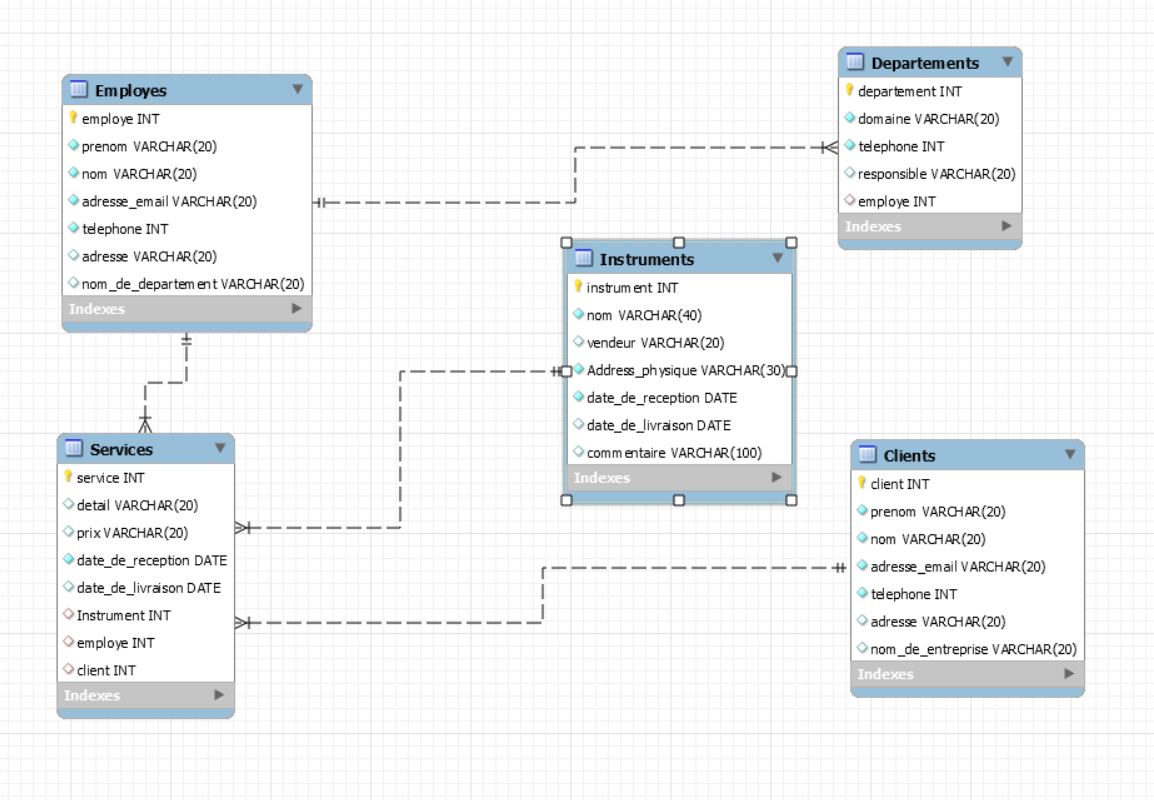 Employes
employe INT
prenom VARCHAR(20)
nom VARCHAR(20)
adresse_email VARCHAR(20)
telephone INT
adresse VARCHAR(20)
nom_de_departement VARCHAR(20)
Indexes
Departements
departement INT
domaine VARCHAR(20)
telephone INT
responsible VARCHAR(20)
employe INT
Indexes
Instruments
instrument INT
nom VARCHAR(40)
vendeur VARCHAR(20)
Address_physique VARCHAR(30)
date_de_reception DATE
date_de_livraison DATE
commentaire VARCHAR(100)
Indexes
Services
service INT
detail VARCHAR(20)
prix VARCHAR(20)
date_de_reception DATE
date_de_livraison DATE
Instrument INT
employe INT
client INT
Indexes
Clients
client INT
prenom VARCHAR(20)
nom VARCHAR(20)
adresse_email VARCHAR(20)
telephone INT
adresse VARCHAR(20)
nom_de_entreprise VARCHAR(20)
Indexes